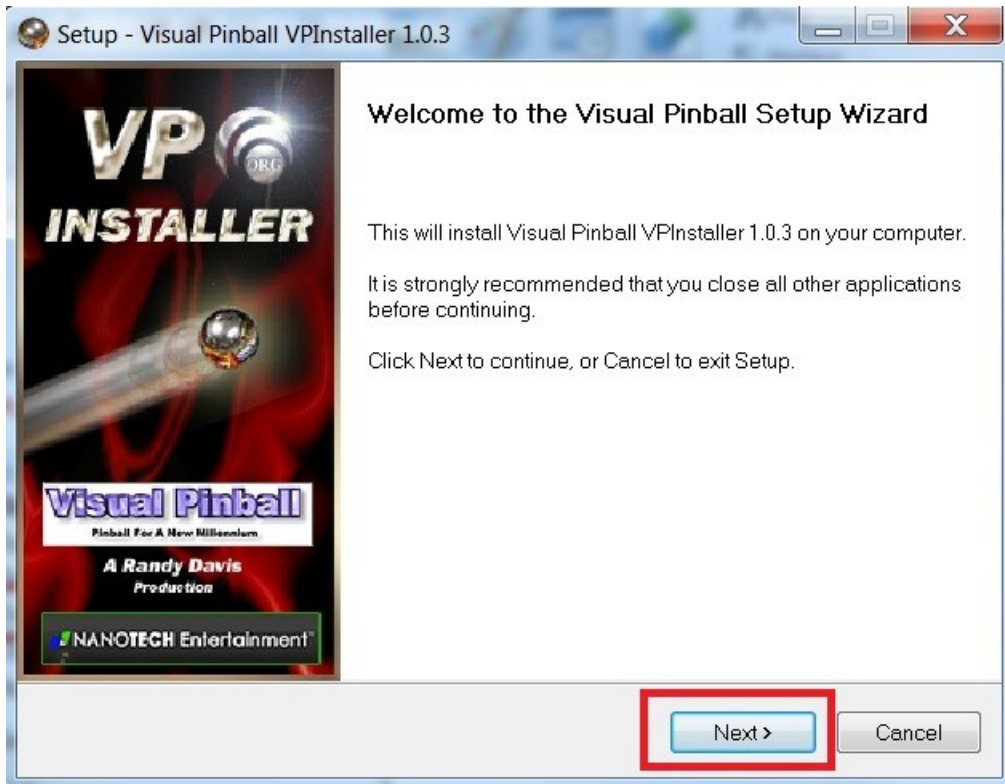 Setup - Visual Pinball VPInstaller 1.0.3
X
VP
ORG
INSTALLER
Visual Pinball
Pinball For A New Millennium
A Randy Davis
Production
NANOTECH Entertainment
Welcome to the Visual Pinball Setup Wizard
This will install Visual Pinball VPInstaller 1.0.3 on your computer.
It is strongly recommended that you close all other applications
before continuing.
Click Next to continue, or Cancel to exit Setup.
Next >
Cancel